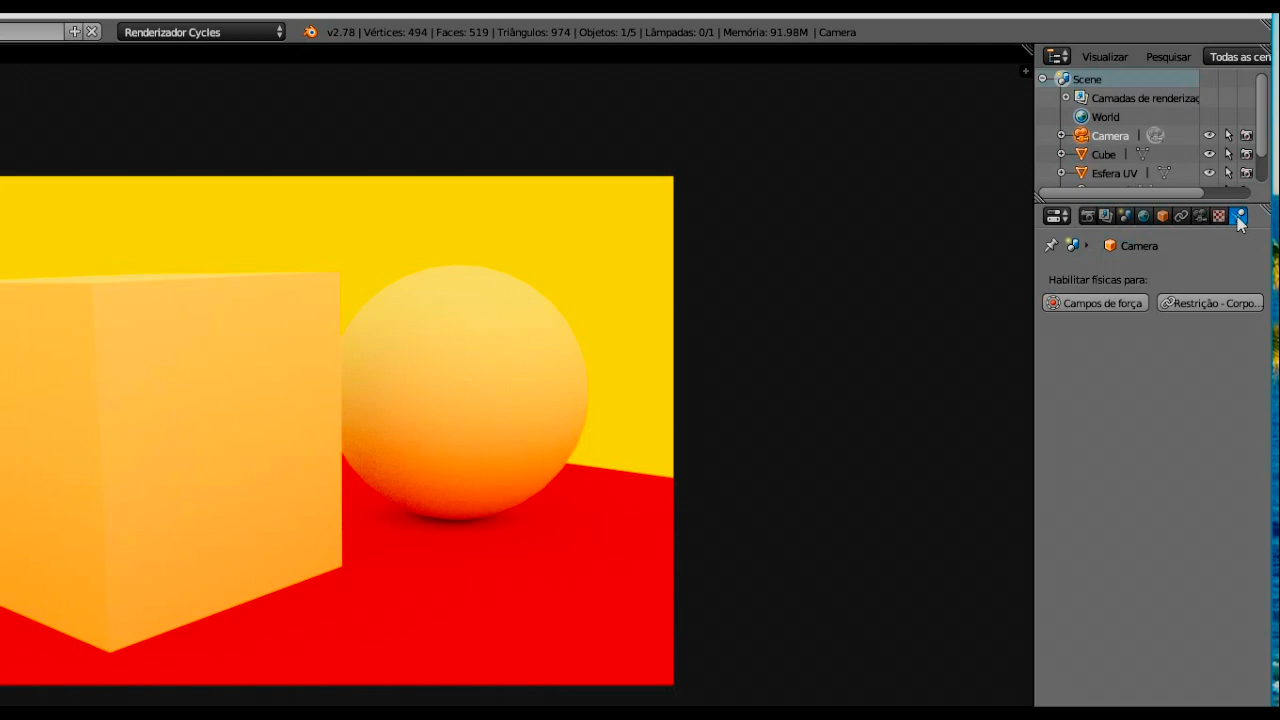 Renderizador Cycles
v2.78 | Vértices: 494 | Faces: 519 | Triângulos: 974 | Objetos: 1/5 | Lâmpadas: 0/1 | Memória: 91.98M | Camera
Visualizar Pesquisar Todas as cen
Scene
Camadas de renderizaç
World
Camera
Cube
Esfera UV
Camera
Habilitar físicas para:
Campos de força Restrição - Corpo...